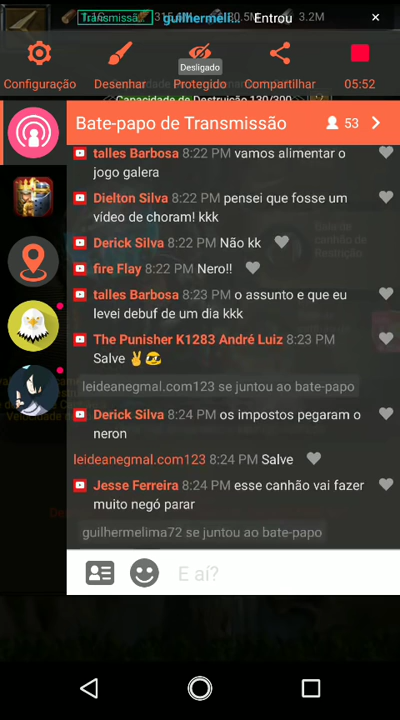 Transmissã...
guilhermeli...
Entrou
3.2M
Desligado
Configuração
Desenhar
Protegido
Compartilhar
05:52
Capacidade de Destruição 130/300
Bate-papo de Transmissão
53
talles Barbosa 8:22 PM vamos alimentar o
jogo galera
Dielton Silva 8:22 PM pensei que fosse um
vídeo de choram! kkk
Derick Silva 8:22 PM Não kk
fire Flay 8:22 PM Nero!!
talles Barbosa 8:23 PM o assunto e que eu
levei debuf de um dia kkk
The Punisher K1283 André Luiz 8:23 PM
Salve ✌😎
leideanegmal.com123 se juntou ao bate-papo
Derick Silva 8:24 PM os impostos pegaram o
neron
leideanegmal.com123 8:24 PM Salve
Jesse Ferreira 8:24 PM esse canhão vai fazer
muito negó parar
guilhermelima72 se juntou ao bate-papo
E aí?